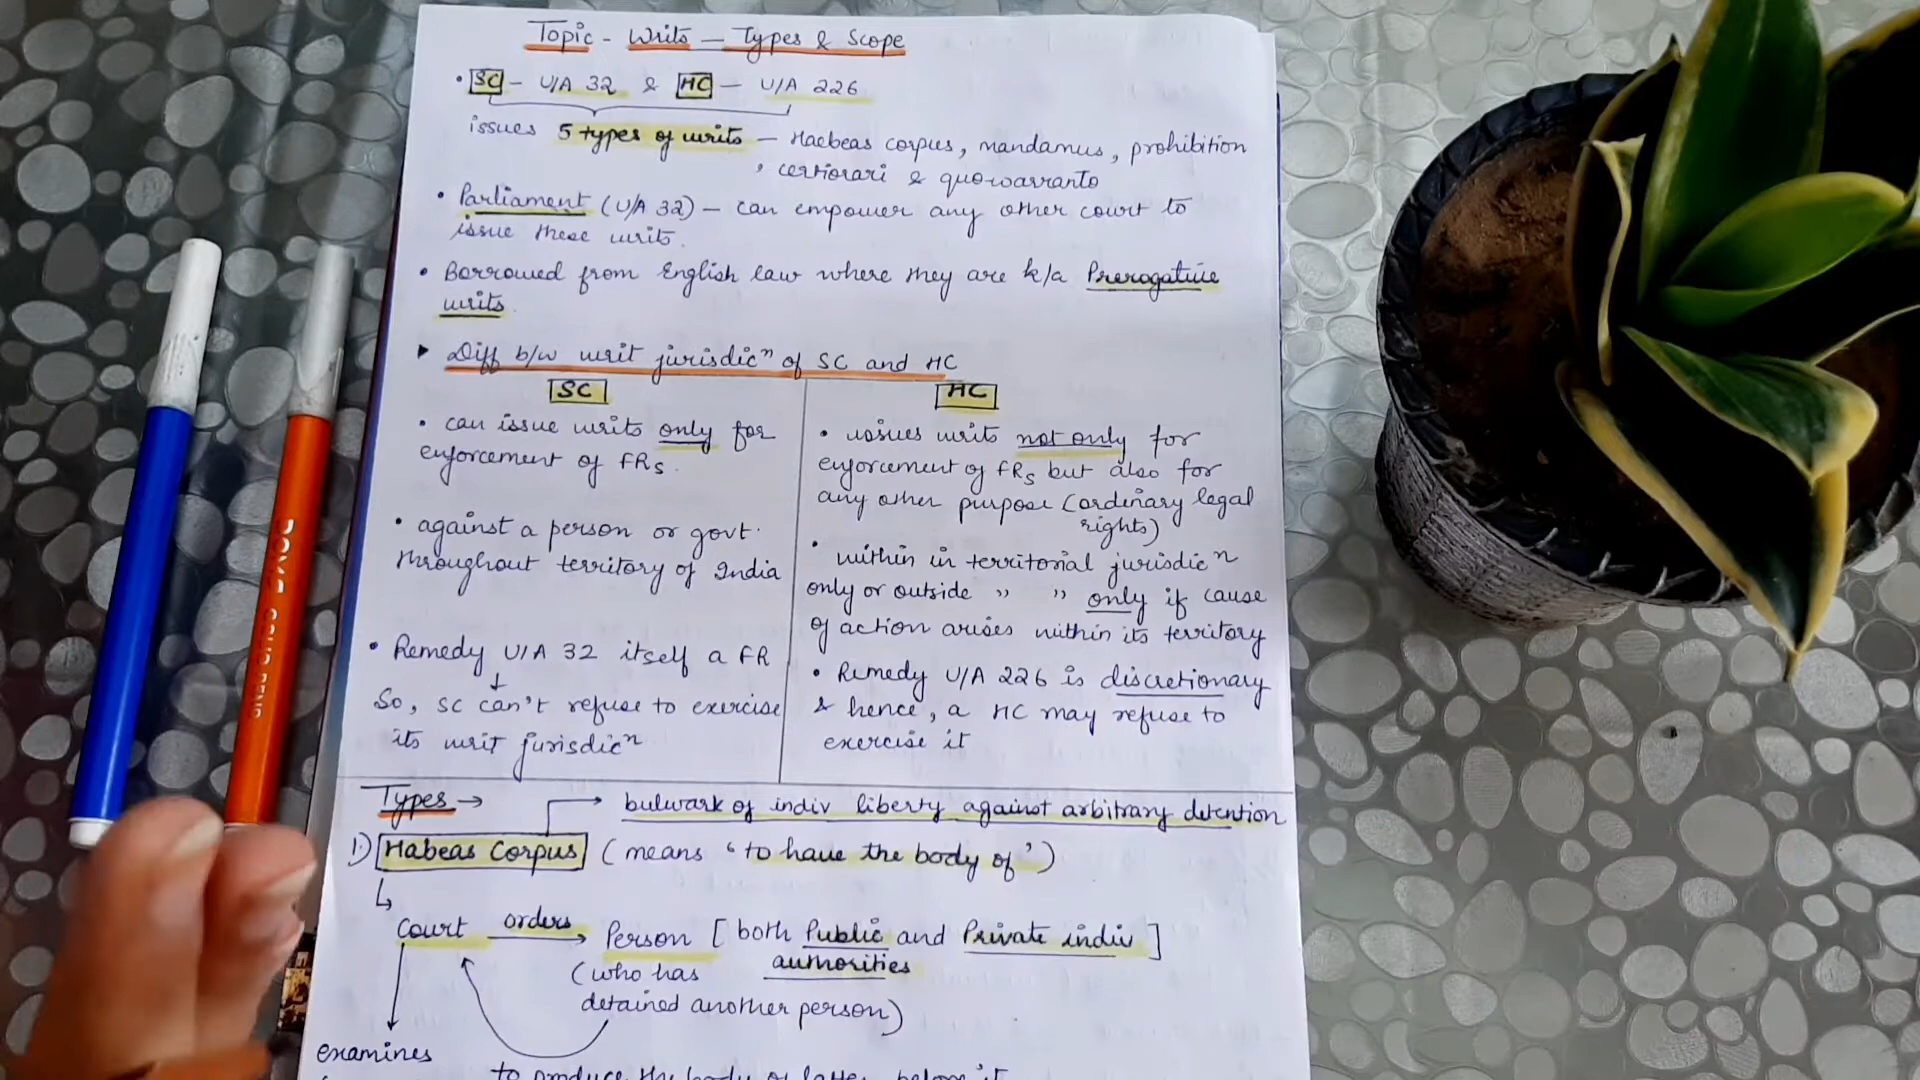 Topic - Writs - Types & Scope
• SC - U/A 32 & HC - U/A 226
issues 5 types of writs - Haebeas corpus, mandamus, prohibition
, certiorari & quowarranto
• Parliament (U/A 32) - can empower any other court to
issue these writs.
• Borrowed from English law where they are k/a Prerogative
writs.
▶ Diff b/w writ jurisdicⁿ of SC and HC
SC
• can issue writs only for
enforcement of FRs.
• against a person or govt.
throughout territory of India
• Remedy U/A 32 itself a FR
↓
So, SC can't refuse to exercise
its writ jurisdicⁿ
HC
• issues writs not only for
enforcement of FRs but also for
any other purpose (ordinary legal
rights)
• within in territorial jurisdicⁿ
only or outside " " only if cause
of action arises within its territory
• Remedy U/A 226 is discretionary
& hence, a HC may refuse to
exercise it
Types →
→ bulwark of indiv liberty against arbitrary detention
1.) Habeas Corpus (means 'to have the body of')
Court orders → Person [both Public and Private indiv]
authorities
(who has
detained another person)
examines
to produce the body of latter before it